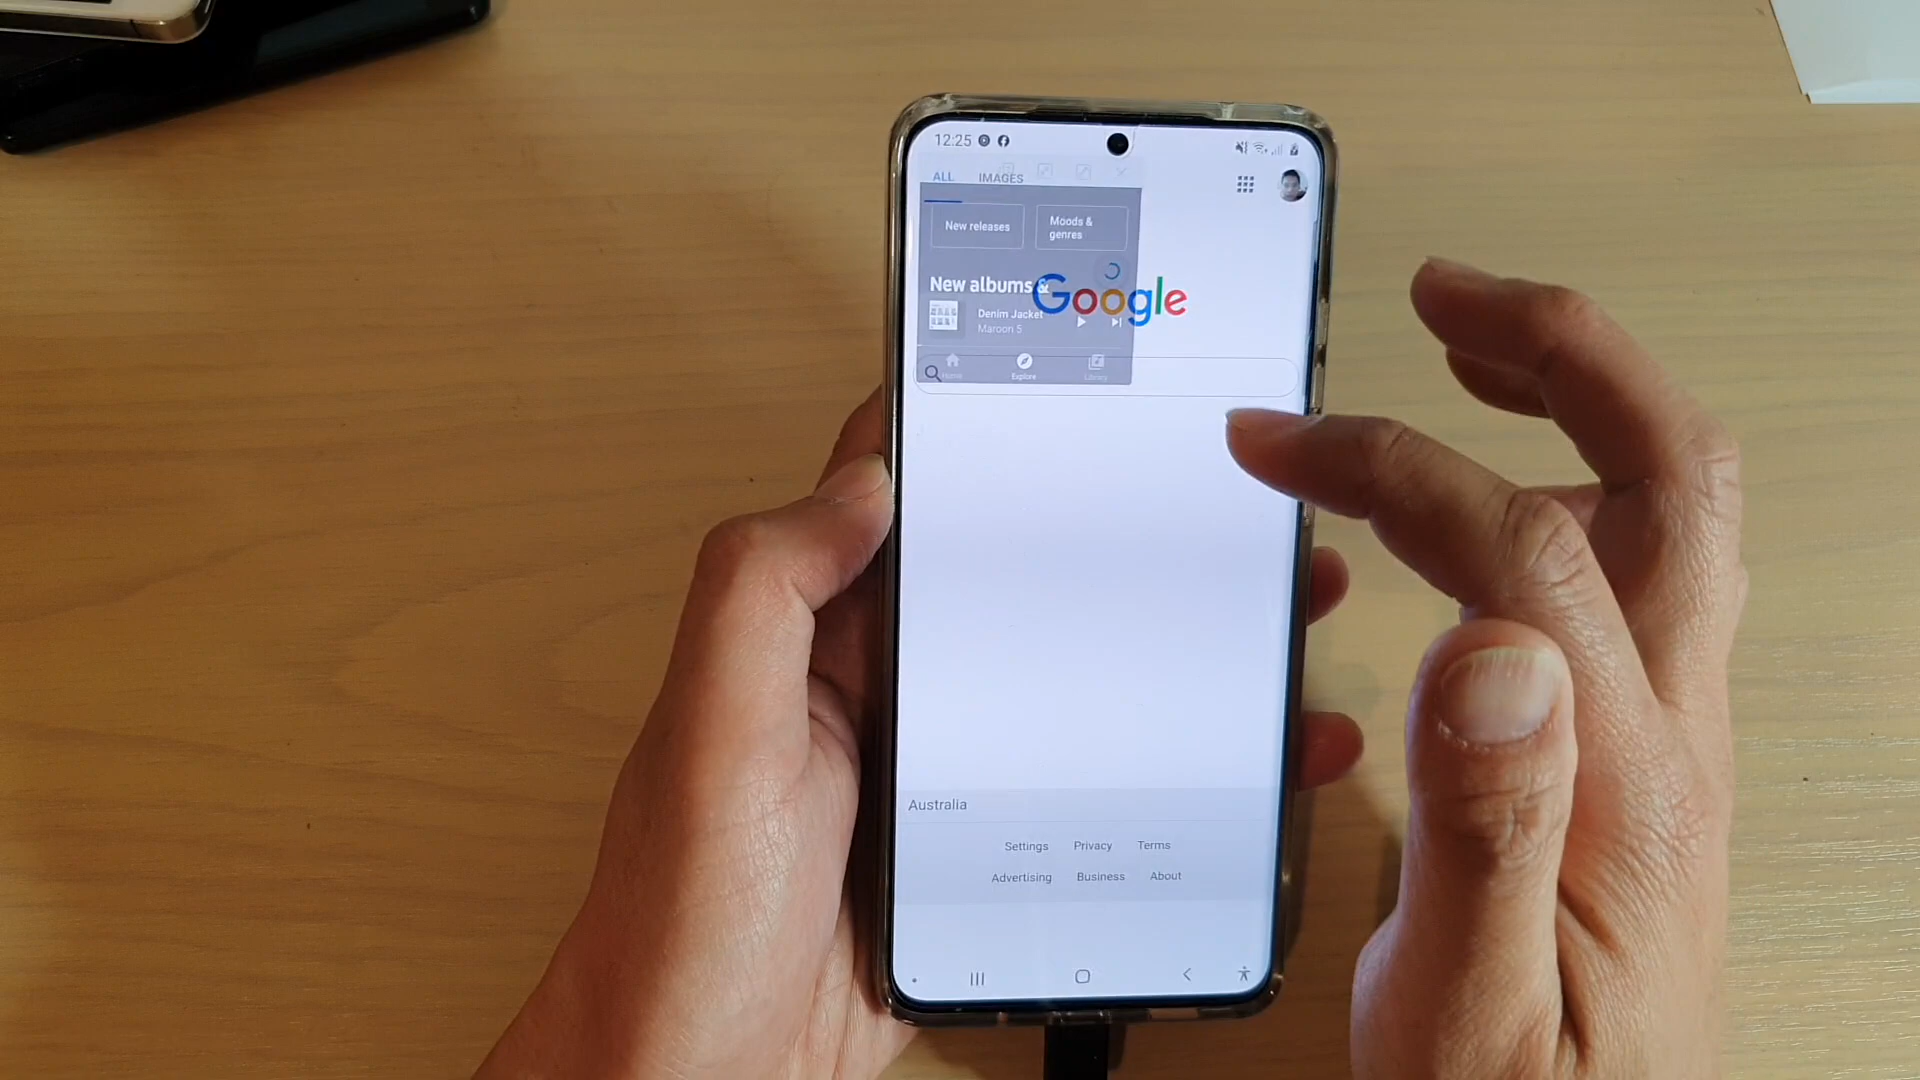 12:25
ALL IMAGES
New releases
Moods &
genres
New albums &
Google
Denim Jacket
Maroon 5
Home
Explore
Library
Australia
Settings Privacy Terms
Advertising Business About